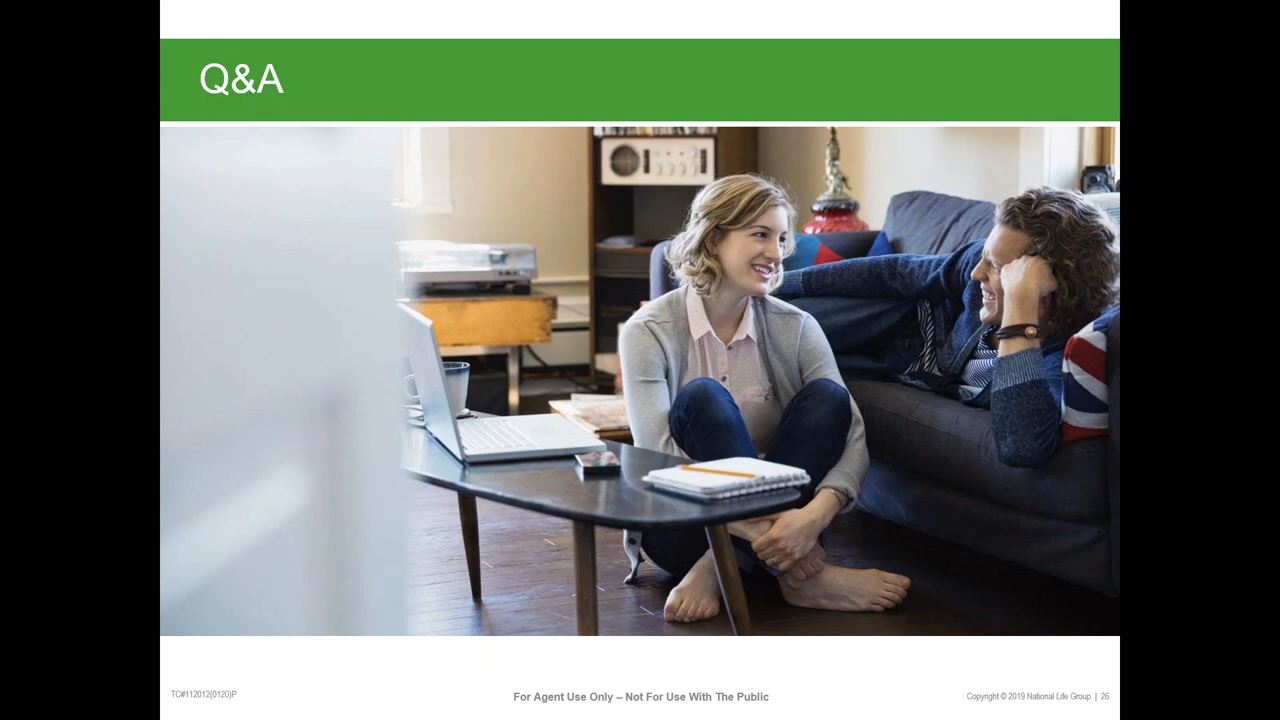 Q&A
TC#112012(0120)P
For Agent Use Only – Not For Use With The Public
Copyright © 2019 National Life Group | 26